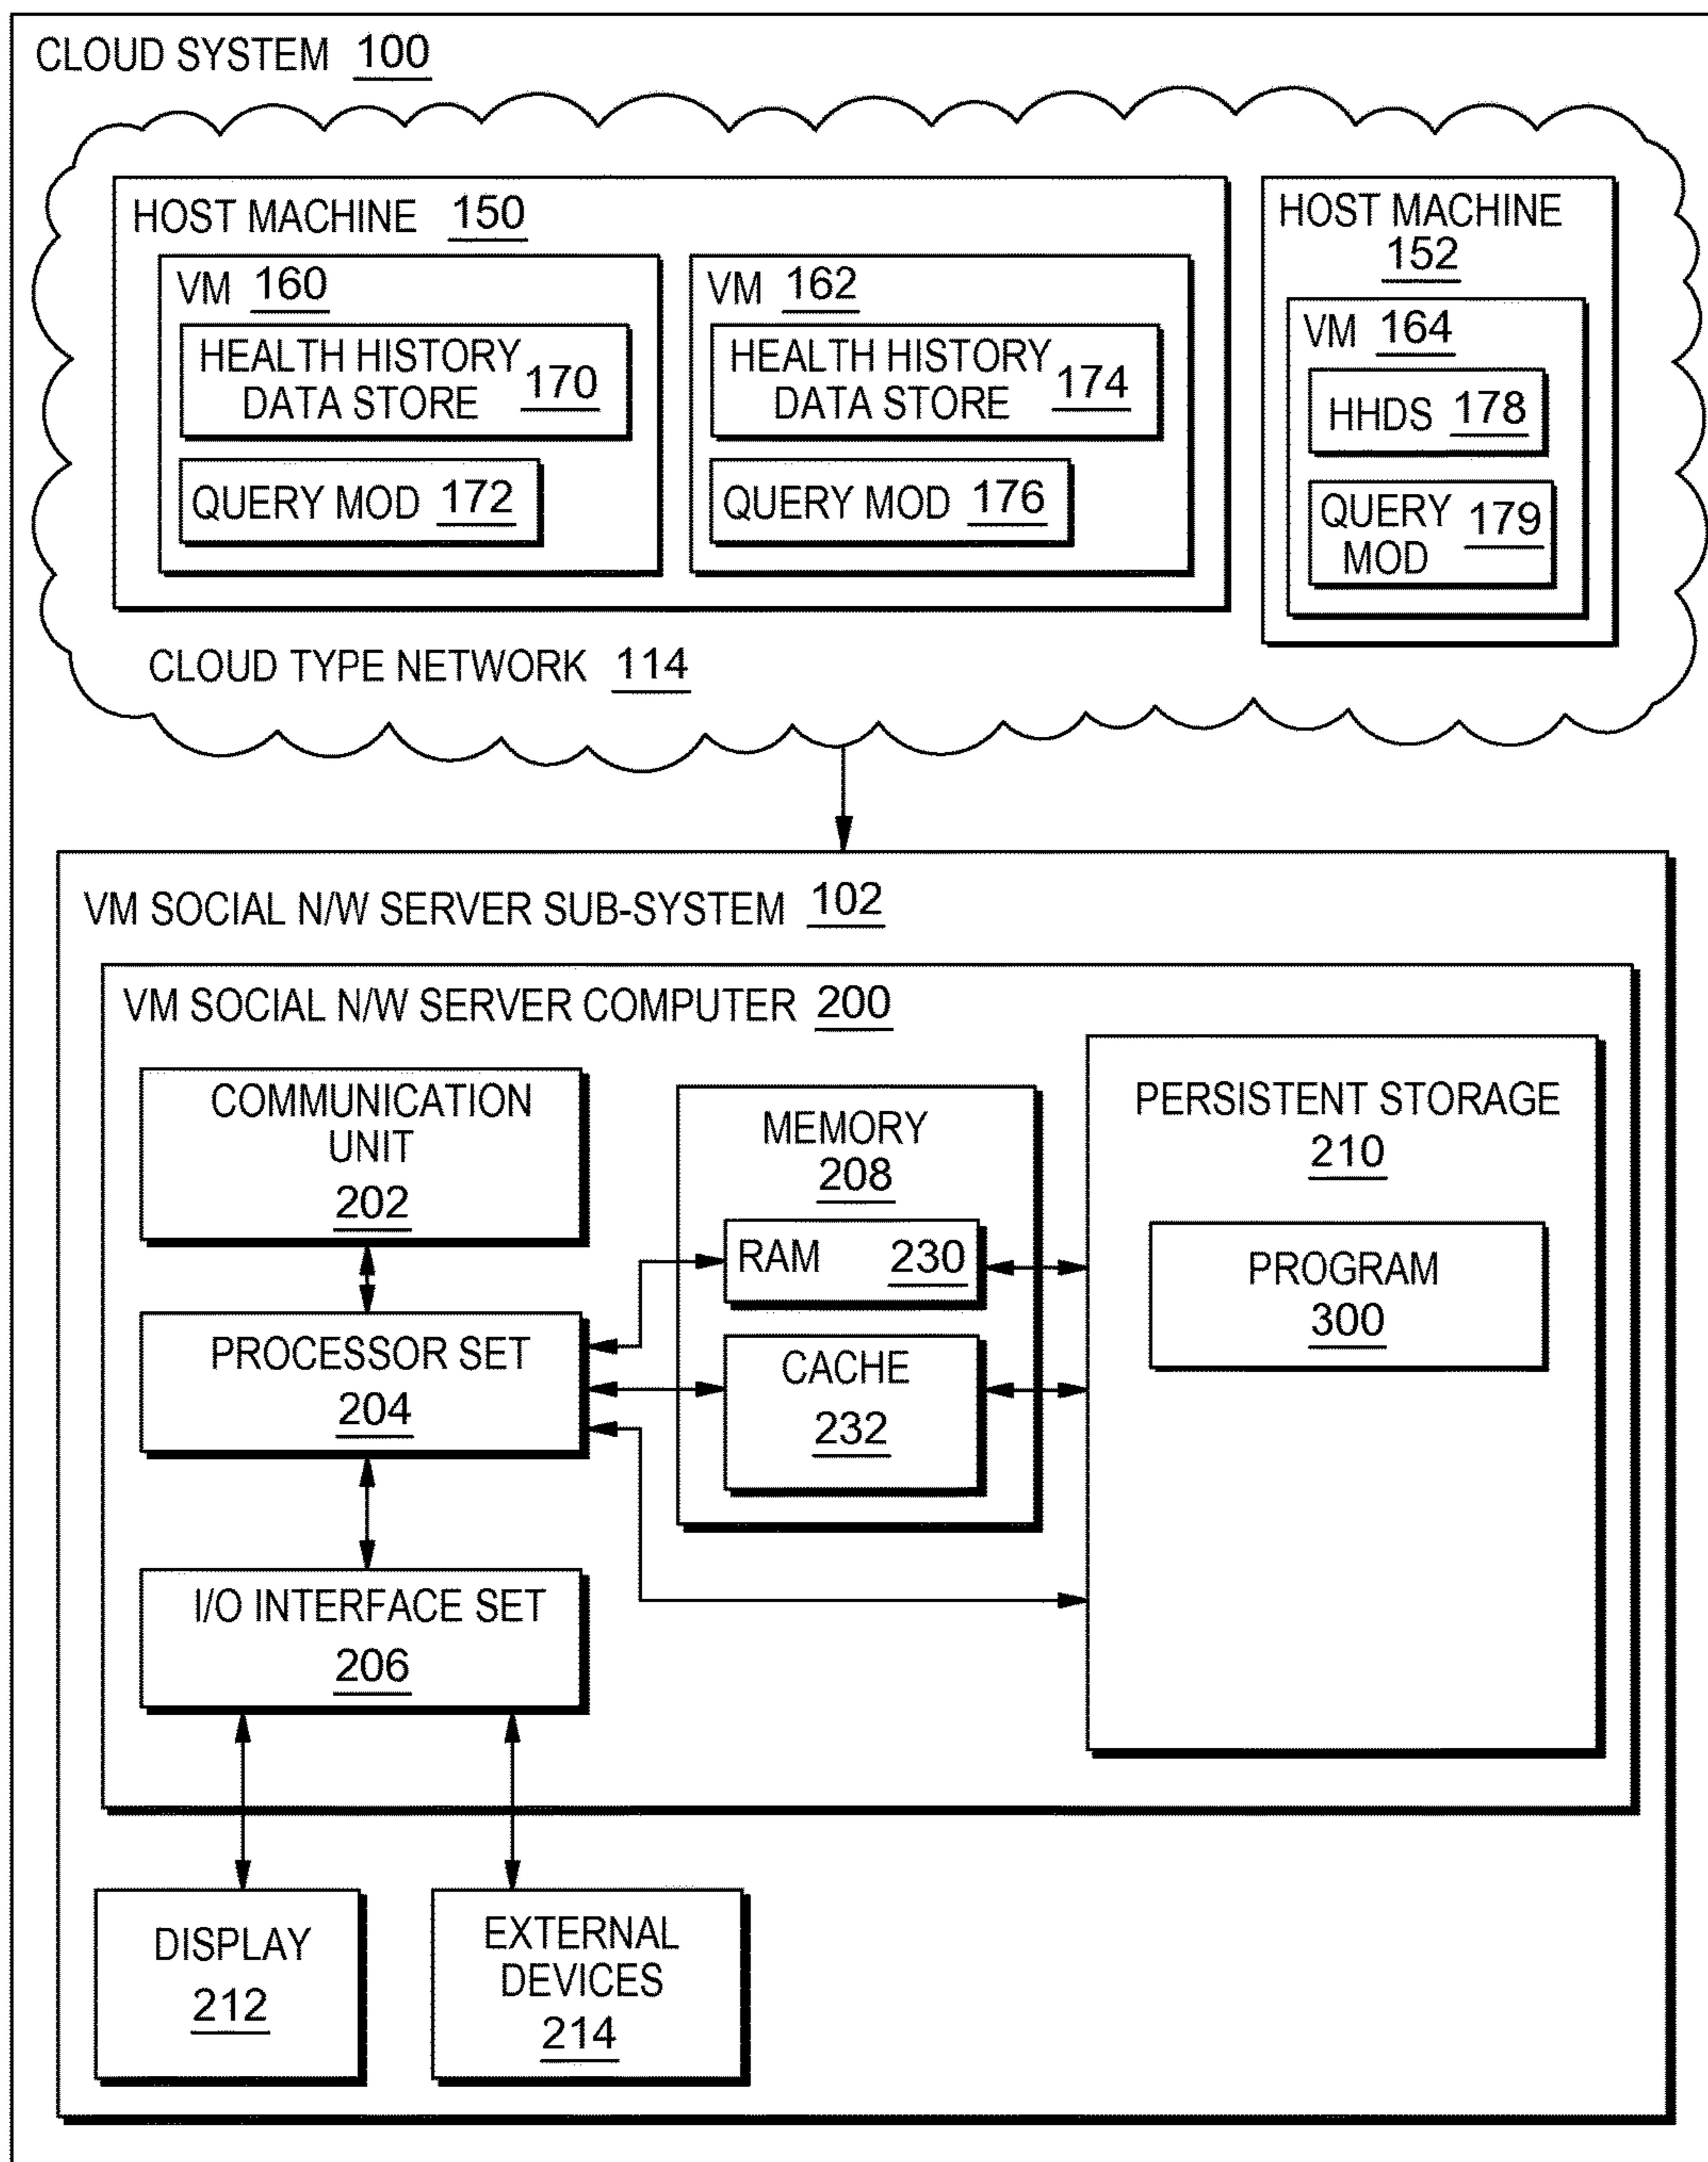 CLOUD SYSTEM 100
HOST MACHINE 150
VM 160
HEALTH HISTORY
DATA STORE 170
QUERY MOD 172
VM 162
HEALTH HISTORY
DATA STORE 174
QUERY MOD 176
HOST MACHINE
152
VM 164
HHDS 178
QUERY
MOD 179
CLOUD TYPE NETWORK 114
VM SOCIAL N/W SERVER SUB-SYSTEM 102
VM SOCIAL N/W SERVER COMPUTER 200
COMMUNICATION
UNIT
202
PROCESSOR SET
204
I/O INTERFACE SET
206
MEMORY
208
RAM 230
CACHE
232
PERSISTENT STORAGE
210
PROGRAM
300
DISPLAY
212
EXTERNAL
DEVICES
214